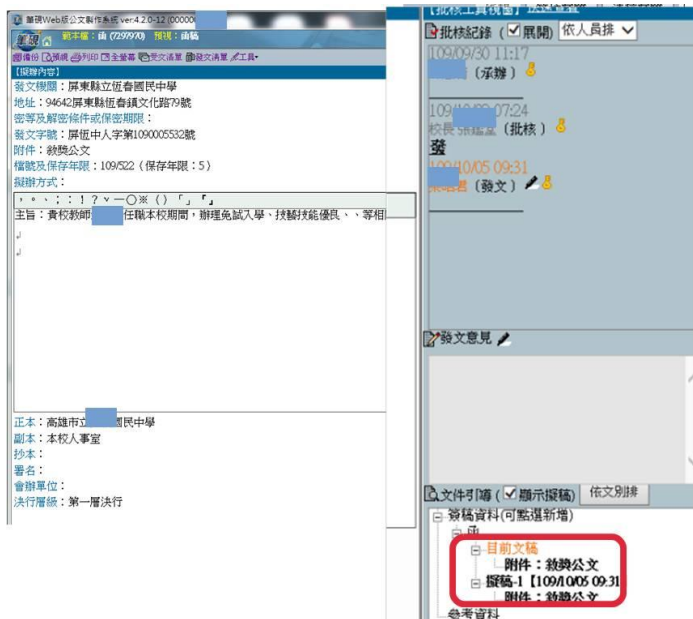 筆硯Web版公文製作系統 ver:4.2.0-12 (00000
筆硯 範本檔：函 (729970) 預視：函稿
備份 預視 列印 全螢幕 受文清單 發文清單 工具
【擬辦內容】
發文機關：屏東縣立恆春國民中學
地址：94642屏東縣恆春鎮文化路79號
密等及解密條件或保密期限：
發文字號：屏恆中人字第1090005532號
附件：敘獎公文
檔號及保存年限：109/522（保存年限：5）
擬辦方式：
，。、；：！？ˇ—○※（）「」『』
主旨：貴校教師 任職本校期間，辦理免試入學、技藝技能優良、、等相
正本：高雄市立 國民中學
副本：本校人事室
抄本：
署名：
會辦單位：
決行層級：第一層決行
批核紀錄 (展開) 依人員排
109/09/30 11:17
(承辦)
07:24
校長 (批核)
發
10/05 09:31
(發文)
發文意見
文件引導 (顯示擬稿) 依文別排
簽稿資料(可點選新增)
函
目前文稿
附件：敘獎公文
擬稿-1【109/10/05 09:31
附件：敘獎公文
參考資料